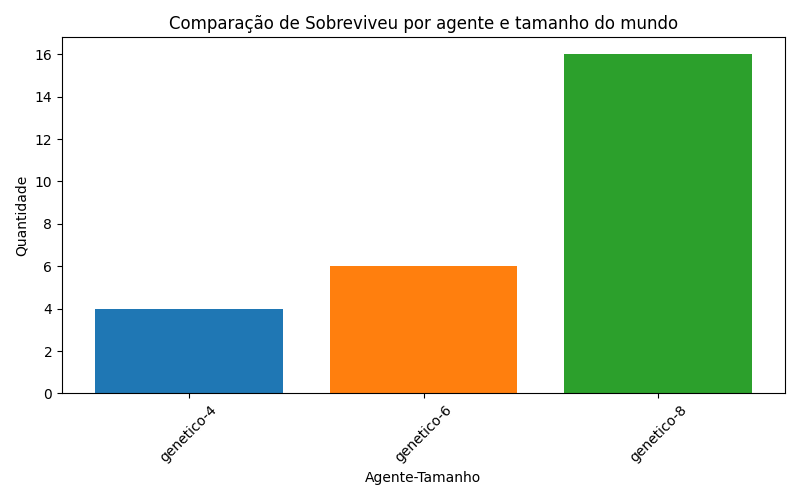 Comparação de Sobreviveu por agente e tamanho do mundo
Quantidade
16
14
12
10
8
6
4
2
0
genetico-4
genetico-6
genetico-8
Agente-Tamanho